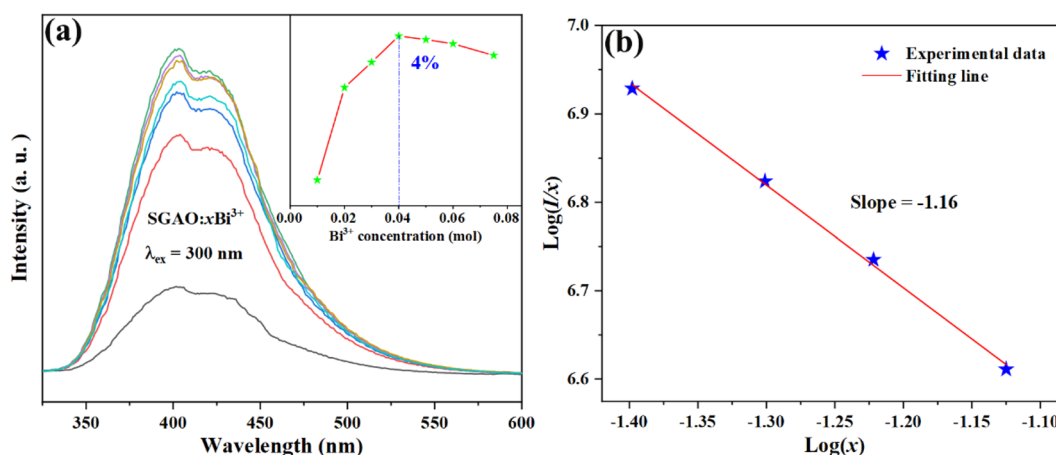 (a)
Intensity (a. u. )
4%
0.00 0.02 0.04 0.06 0.08
Bi³⁺ concentration (mol)
SGAO:xBi³⁺
λex = 300 nm
350 400 450 500 550 600
Wavelength (nm)
(b)
7.0
6.9
6.8
6.7
6.6
Log(I/x)
Experimental data
Fitting line
Slope = -1.16
-1.40 -1.35 -1.30 -1.25 -1.20 -1.15 -1.10
Log(x)